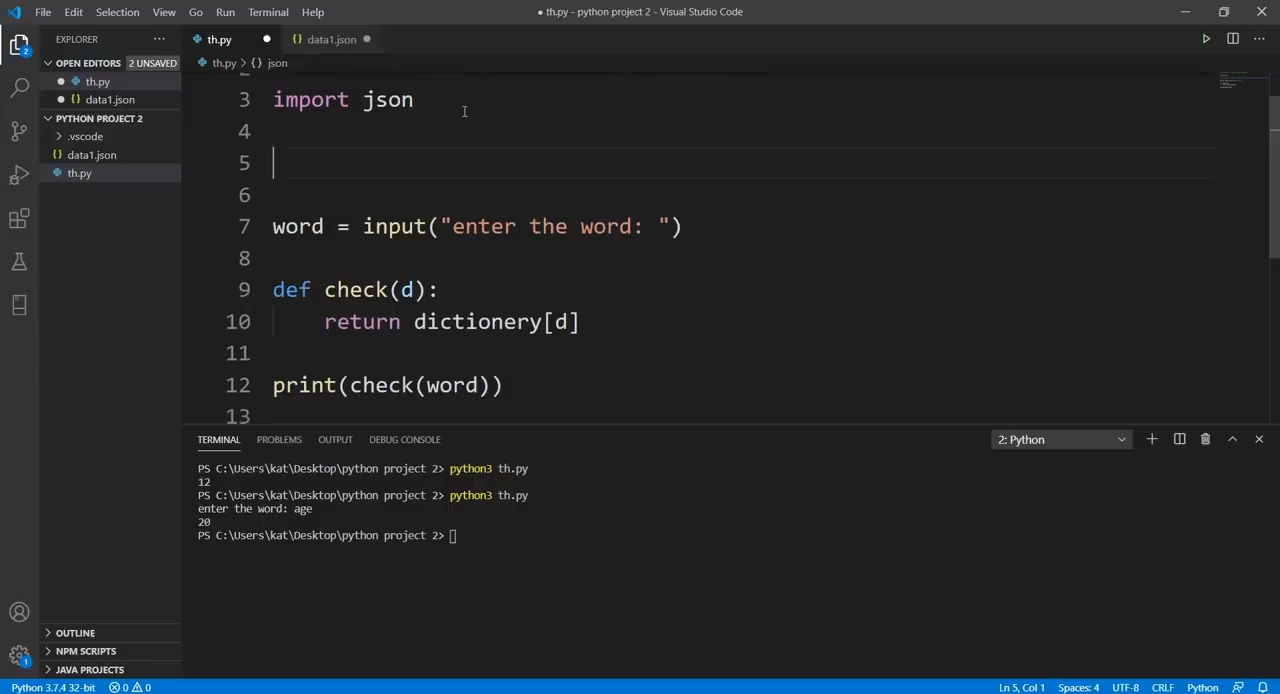 File Edit Selection View Go Run Terminal Help
● th.py - python project 2 - Visual Studio Code
EXPLORER
OPEN EDITORS 2 UNSAVED
th.py
data1.json
PYTHON PROJECT 2
.vscode
data1.json
th.py
OUTLINE
NPM SCRIPTS
JAVA PROJECTS
2
1
th.py
{} data1.json
th.py > {} json
3 import json
4
5
6
7 word = input("enter the word: ")
8
9 def check(d):
10 return dictionery[d]
11
12 print(check(word))
13
TERMINAL PROBLEMS OUTPUT DEBUG CONSOLE
2: Python
PS C:\Users\kat\Desktop\python project 2> python3 th.py
12
PS C:\Users\kat\Desktop\python project 2> python3 th.py
enter the word: age
20
PS C:\Users\kat\Desktop\python project 2>
Python 3.7.4 32-bit 0 0
Ln 5, Col 1 Spaces: 4 UTF-8 CRLF Python